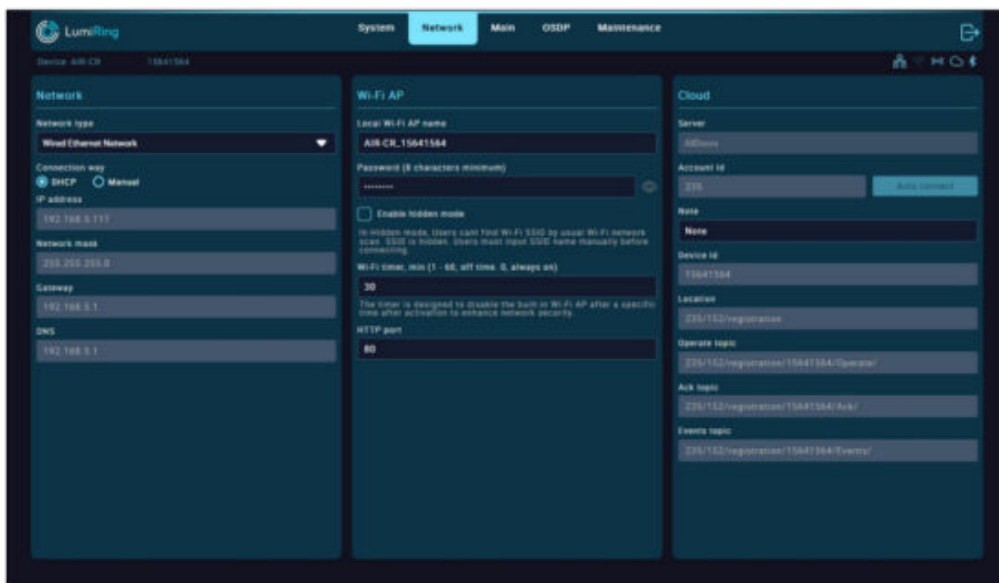 LumiRing
System Network Main OSDP Maintenance
Device: AIR-CR 15641564
Network
Network type
Wired Ethernet Network
Connection way
DHCP Manual
IP address
Network mask
255.255.255.0
Gateway
192.168.5.1
DNS
192.168.5.1
Wi-Fi AP
Local Wi-Fi AP name
AIR-CR_15641564
Password (8 characters minimum)
••••••••
Enable hidden mode
In Hidden mode, Users cant find Wi-Fi SSID by usual Wi-Fi network
scan. SSID is hidden. Users must input SSID name manually before
connecting.
Wi-Fi timer, min (1 - 60, off time. 0, always on)
30
The timer is designed to disable the built-in Wi-Fi AP after a specific
time after activation to enhance network security.
HTTP port
80
Cloud
Server
Account id
235
Auto connect
Note
None
Device id
15641564
Location
235/152/registration
Operate topic
235/152/registration/15641564/Operate/
Ack topic
235/152/registration/15641564/Ack/
Events topic
235/152/registration/15641564/Events/